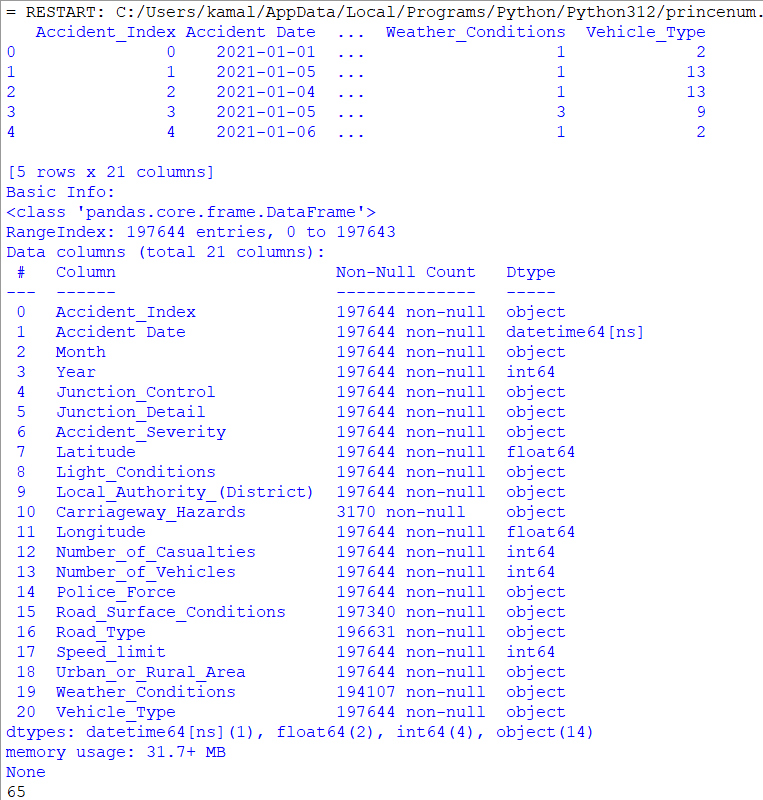 = RESTART: C:/Users/kamal/AppData/Local/Programs/Python/Python312/princenum.
   Accident_Index Accident Date  ...  Weather_Conditions  Vehicle_Type
0               0    2021-01-01  ...                   1             2
1               1    2021-01-05  ...                   1            13
2               2    2021-01-04  ...                   1            13
3               3    2021-01-05  ...                   3             9
4               4    2021-01-06  ...                   1             2

[5 rows x 21 columns]
Basic Info:
<class 'pandas.core.frame.DataFrame'>
RangeIndex: 197644 entries, 0 to 197643
Data columns (total 21 columns):
 #   Column                      Non-Null Count   Dtype
---  ------                      --------------   -----
 0   Accident_Index              197644 non-null  object
 1   Accident Date               197644 non-null  datetime64[ns]
 2   Month                       197644 non-null  object
 3   Year                        197644 non-null  int64
 4   Junction_Control            197644 non-null  object
 5   Junction_Detail             197644 non-null  object
 6   Accident_Severity           197644 non-null  object
 7   Latitude                    197644 non-null  float64
 8   Light_Conditions            197644 non-null  object
 9   Local_Authority_(District)  197644 non-null  object
 10  Carriageway_Hazards         3170 non-null    object
 11  Longitude                   197644 non-null  float64
 12  Number_of_Casualties        197644 non-null  int64
 13  Number_of_Vehicles          197644 non-null  int64
 14  Police_Force                197644 non-null  object
 15  Road_Surface_Conditions     197340 non-null  object
 16  Road_Type                   196631 non-null  object
 17  Speed_limit                 197644 non-null  int64
 18  Urban_or_Rural_Area         197644 non-null  object
 19  Weather_Conditions          194107 non-null  object
 20  Vehicle_Type                197644 non-null  object
dtypes: datetime64[ns](1), float64(2), int64(4), object(14)
memory usage: 31.7+ MB
None
65